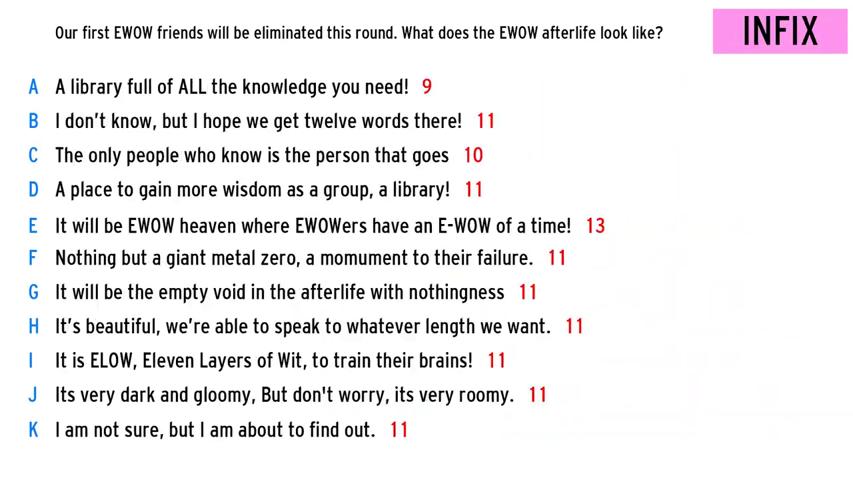 Our first EWOW friends will be eliminated this round. What does the EWOW afterlife look like?
INFIX
A A library full of ALL the knowledge you need! 9
B I don't know, but I hope we get twelve words there! 11
C The only people who know is the person that goes 10
D A place to gain more wisdom as a group, a library! 11
E It will be EWOW heaven where EWOWers have an E-WOW of a time! 13
F Nothing but a giant metal zero, a momument to their failure. 11
G It will be the empty void in the afterlife with nothingness 11
H It's beautiful, we're able to speak to whatever length we want. 11
I It is ELOW, Eleven Layers of Wit, to train their brains! 11
J Its very dark and gloomy, But don't worry, its very roomy. 11
K I am not sure, but I am about to find out. 11